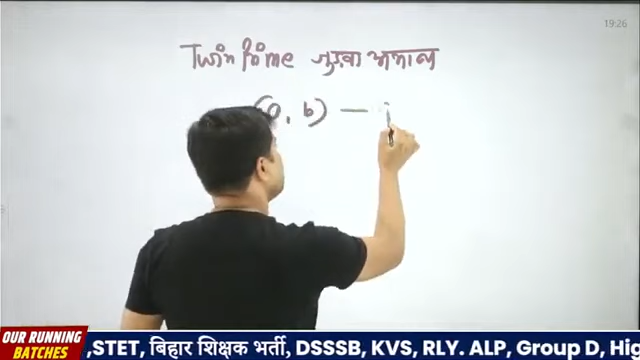 19:26
Twin Prime जुड़वा अभाज्य
(a, b) —
OUR RUNNING
BATCHES
,STET, बिहार शिक्षक भर्ती, DSSSB, KVS, RLY. ALP, Group D, Hig